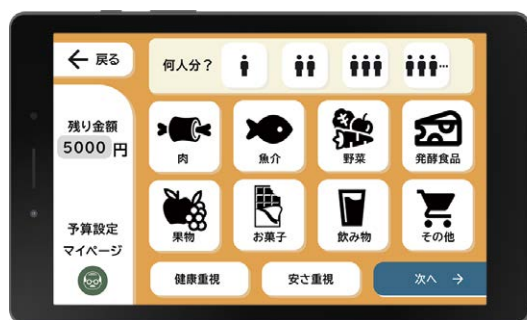 戻る
何人分？
残り金額
5000 円
肉
魚介
野菜
発酵食品
果物
お菓子
飲み物
その他
予算設定
マイページ
健康重視
安さ重視
次へ